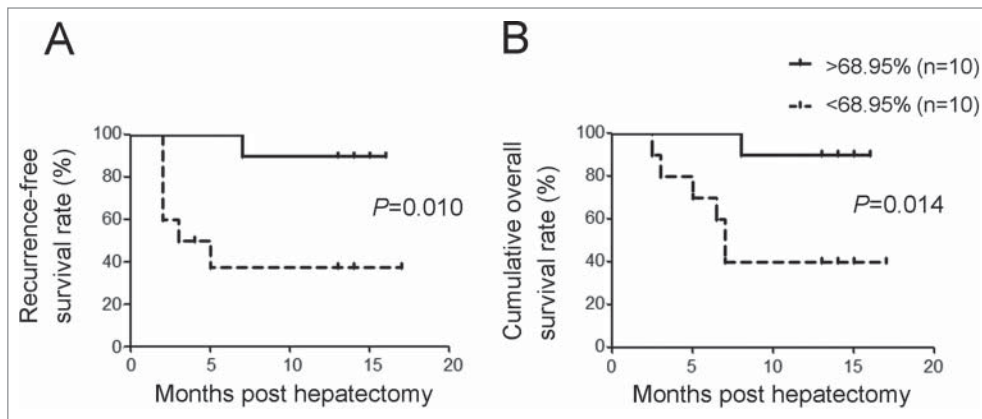 A
B
>68.95% (n=10)
<68.95% (n=10)
Recurrence-free
survival rate (%)
100
80
60
40
20
0
P=0.010
0 5 10 15 20
Months post hepatectomy
Cumulative overall
survival rate (%)
100
80
60
40
20
0
P=0.014
0 5 10 15 20
Months post hepatectomy